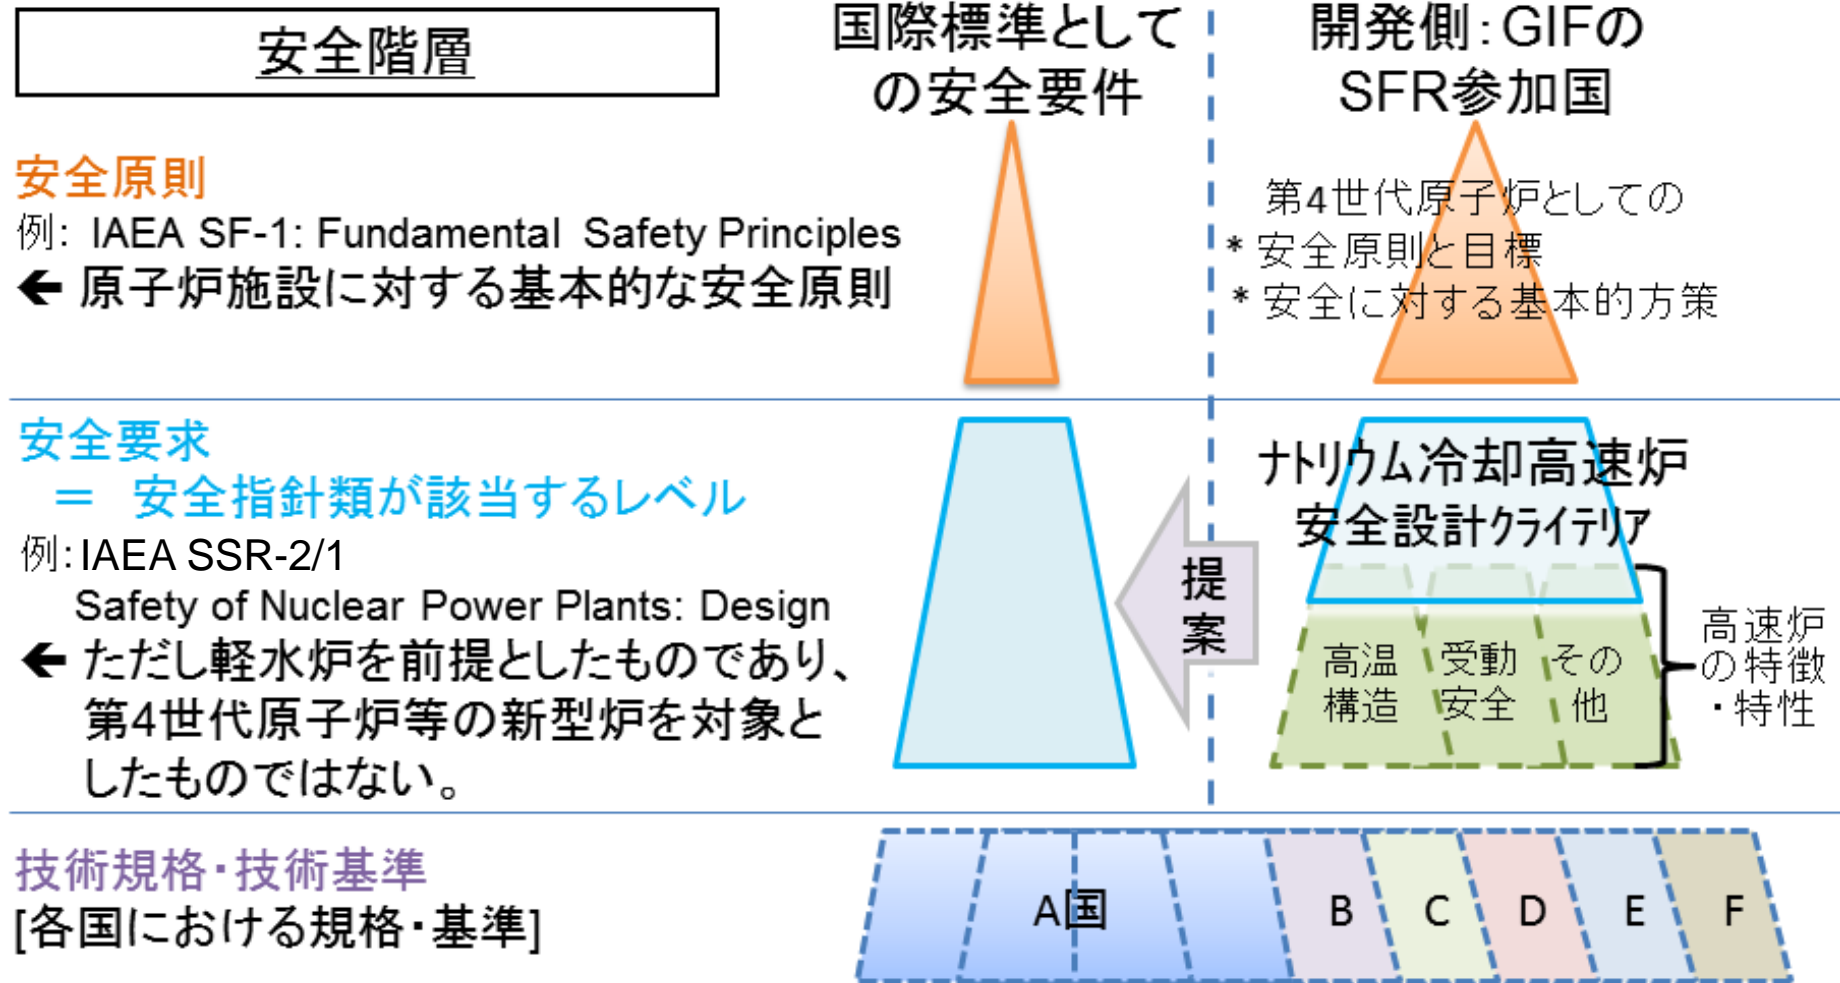 安全階層
国際標準として
の安全要件
開発側：GIFの
SFR参加国
安全原則
例： IAEA SF-1: Fundamental Safety Principles
← 原子炉施設に対する基本的な安全原則
第4世代原子炉としての
* 安全原則と目標
* 安全に対する基本的方策
安全要求
＝ 安全指針類が該当するレベル
例：IAEA SSR-2/1
Safety of Nuclear Power Plants: Design
← ただし軽水炉を前提としたものであり、
第4世代原子炉等の新型炉を対象と
したものではない。
提
案
ﾅﾄﾘｳﾑ冷却高速炉
安全設計ｸﾗｲﾃﾘｱ
高温
構造
受動
安全
その
他
高速炉
の特徴
・特性
技術規格・技術基準
[各国における規格・基準]
A国
B
C
D
E
F